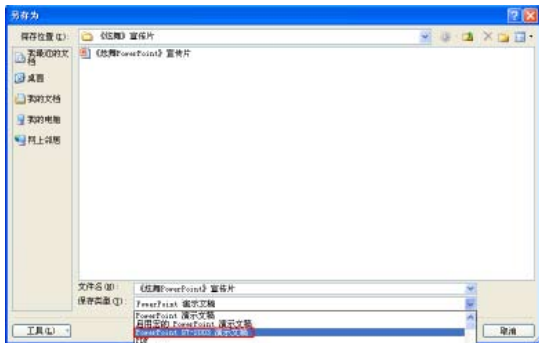 另存为
保存位置(I):
《炫舞》宣传片
我最近的文档
《炫舞PowerPoint》宣传片
桌面
我的文档
我的电脑
网上邻居
文件名(N):
《炫舞PowerPoint》宣传片
保存类型(T):
PowerPoint 演示文稿
PowerPoint 演示文稿
启用宏的 PowerPoint 演示文稿
PowerPoint 97-2003 演示文稿
PDF
工具(L)
取消